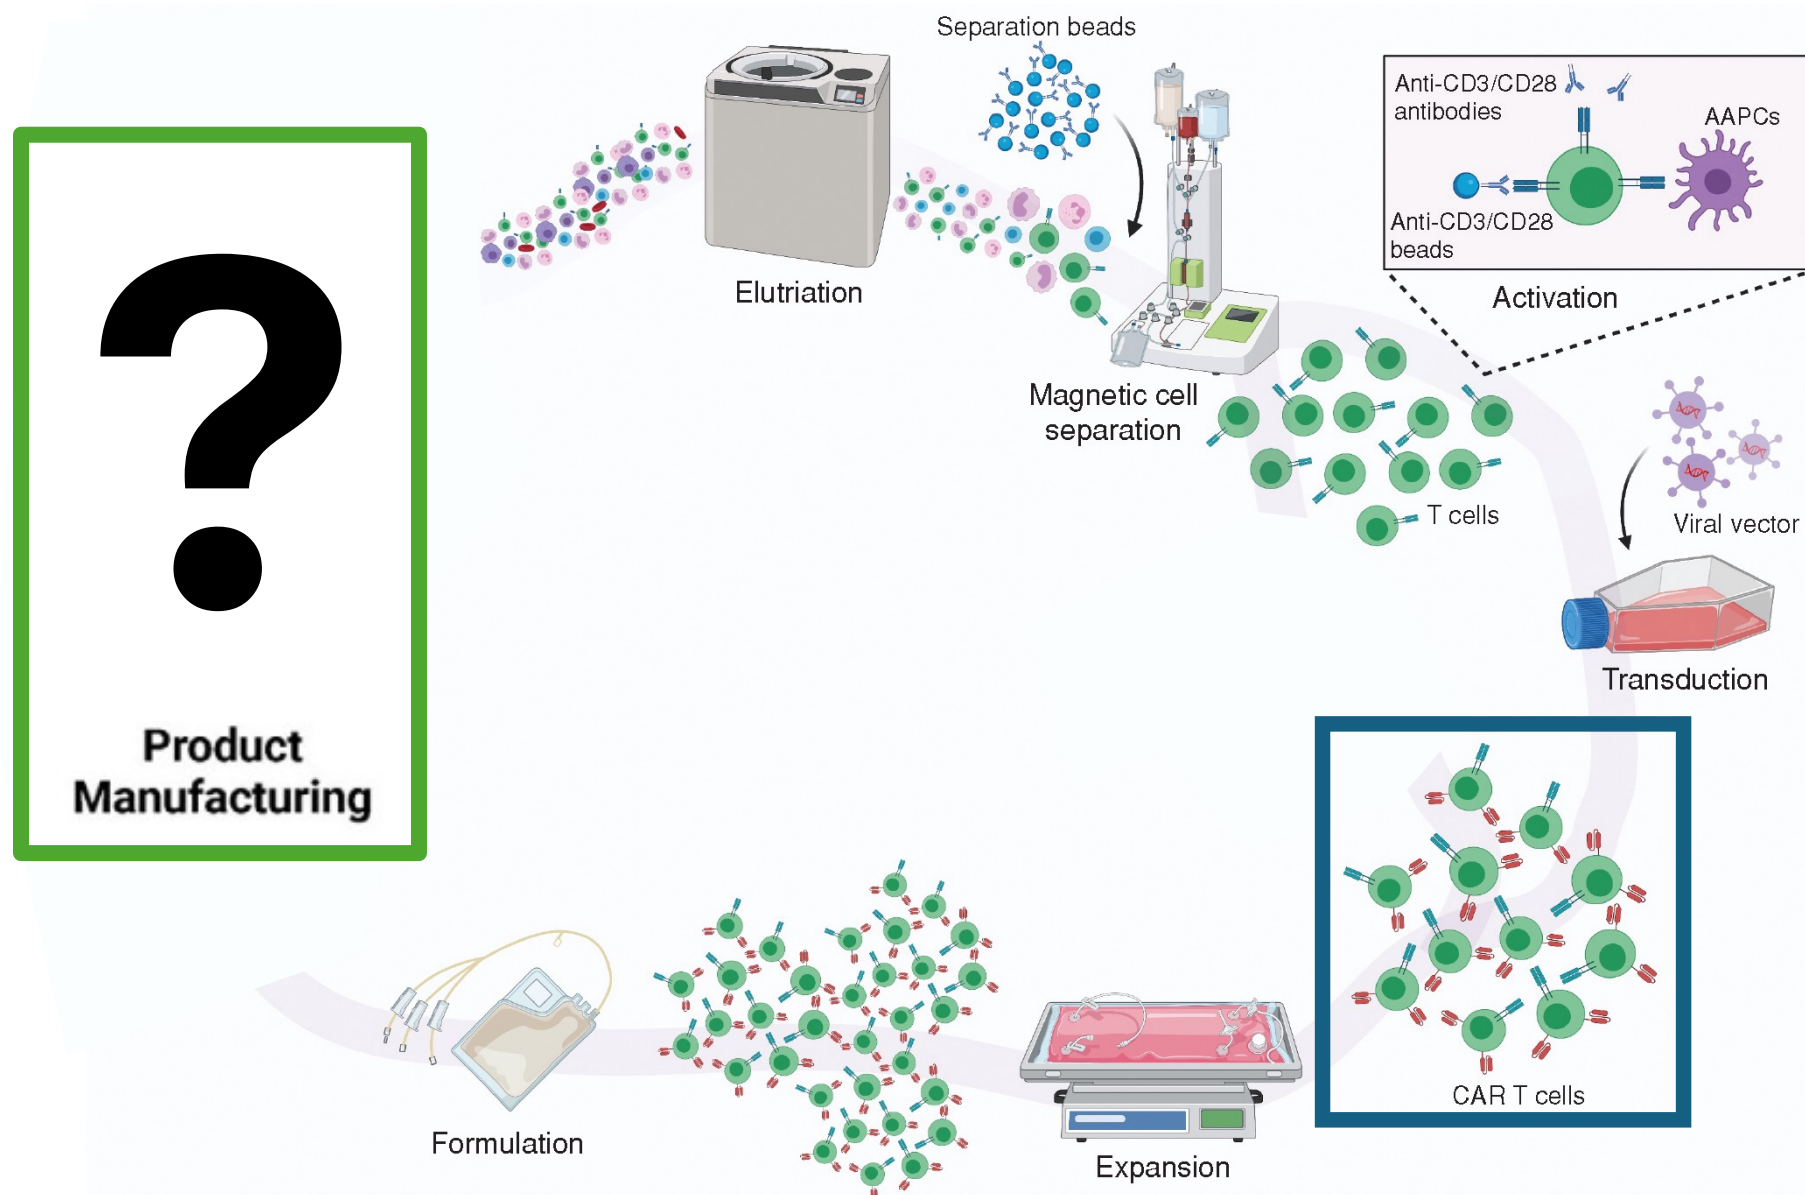 Separation beads
Anti-CD3/CD28
antibodies
AAPCs
Anti-CD3/CD28
beads
Activation
Elutriation
Magnetic cell
separation
T cells
Viral vector
Transduction
?
Product
Manufacturing
CAR T cells
Expansion
Formulation